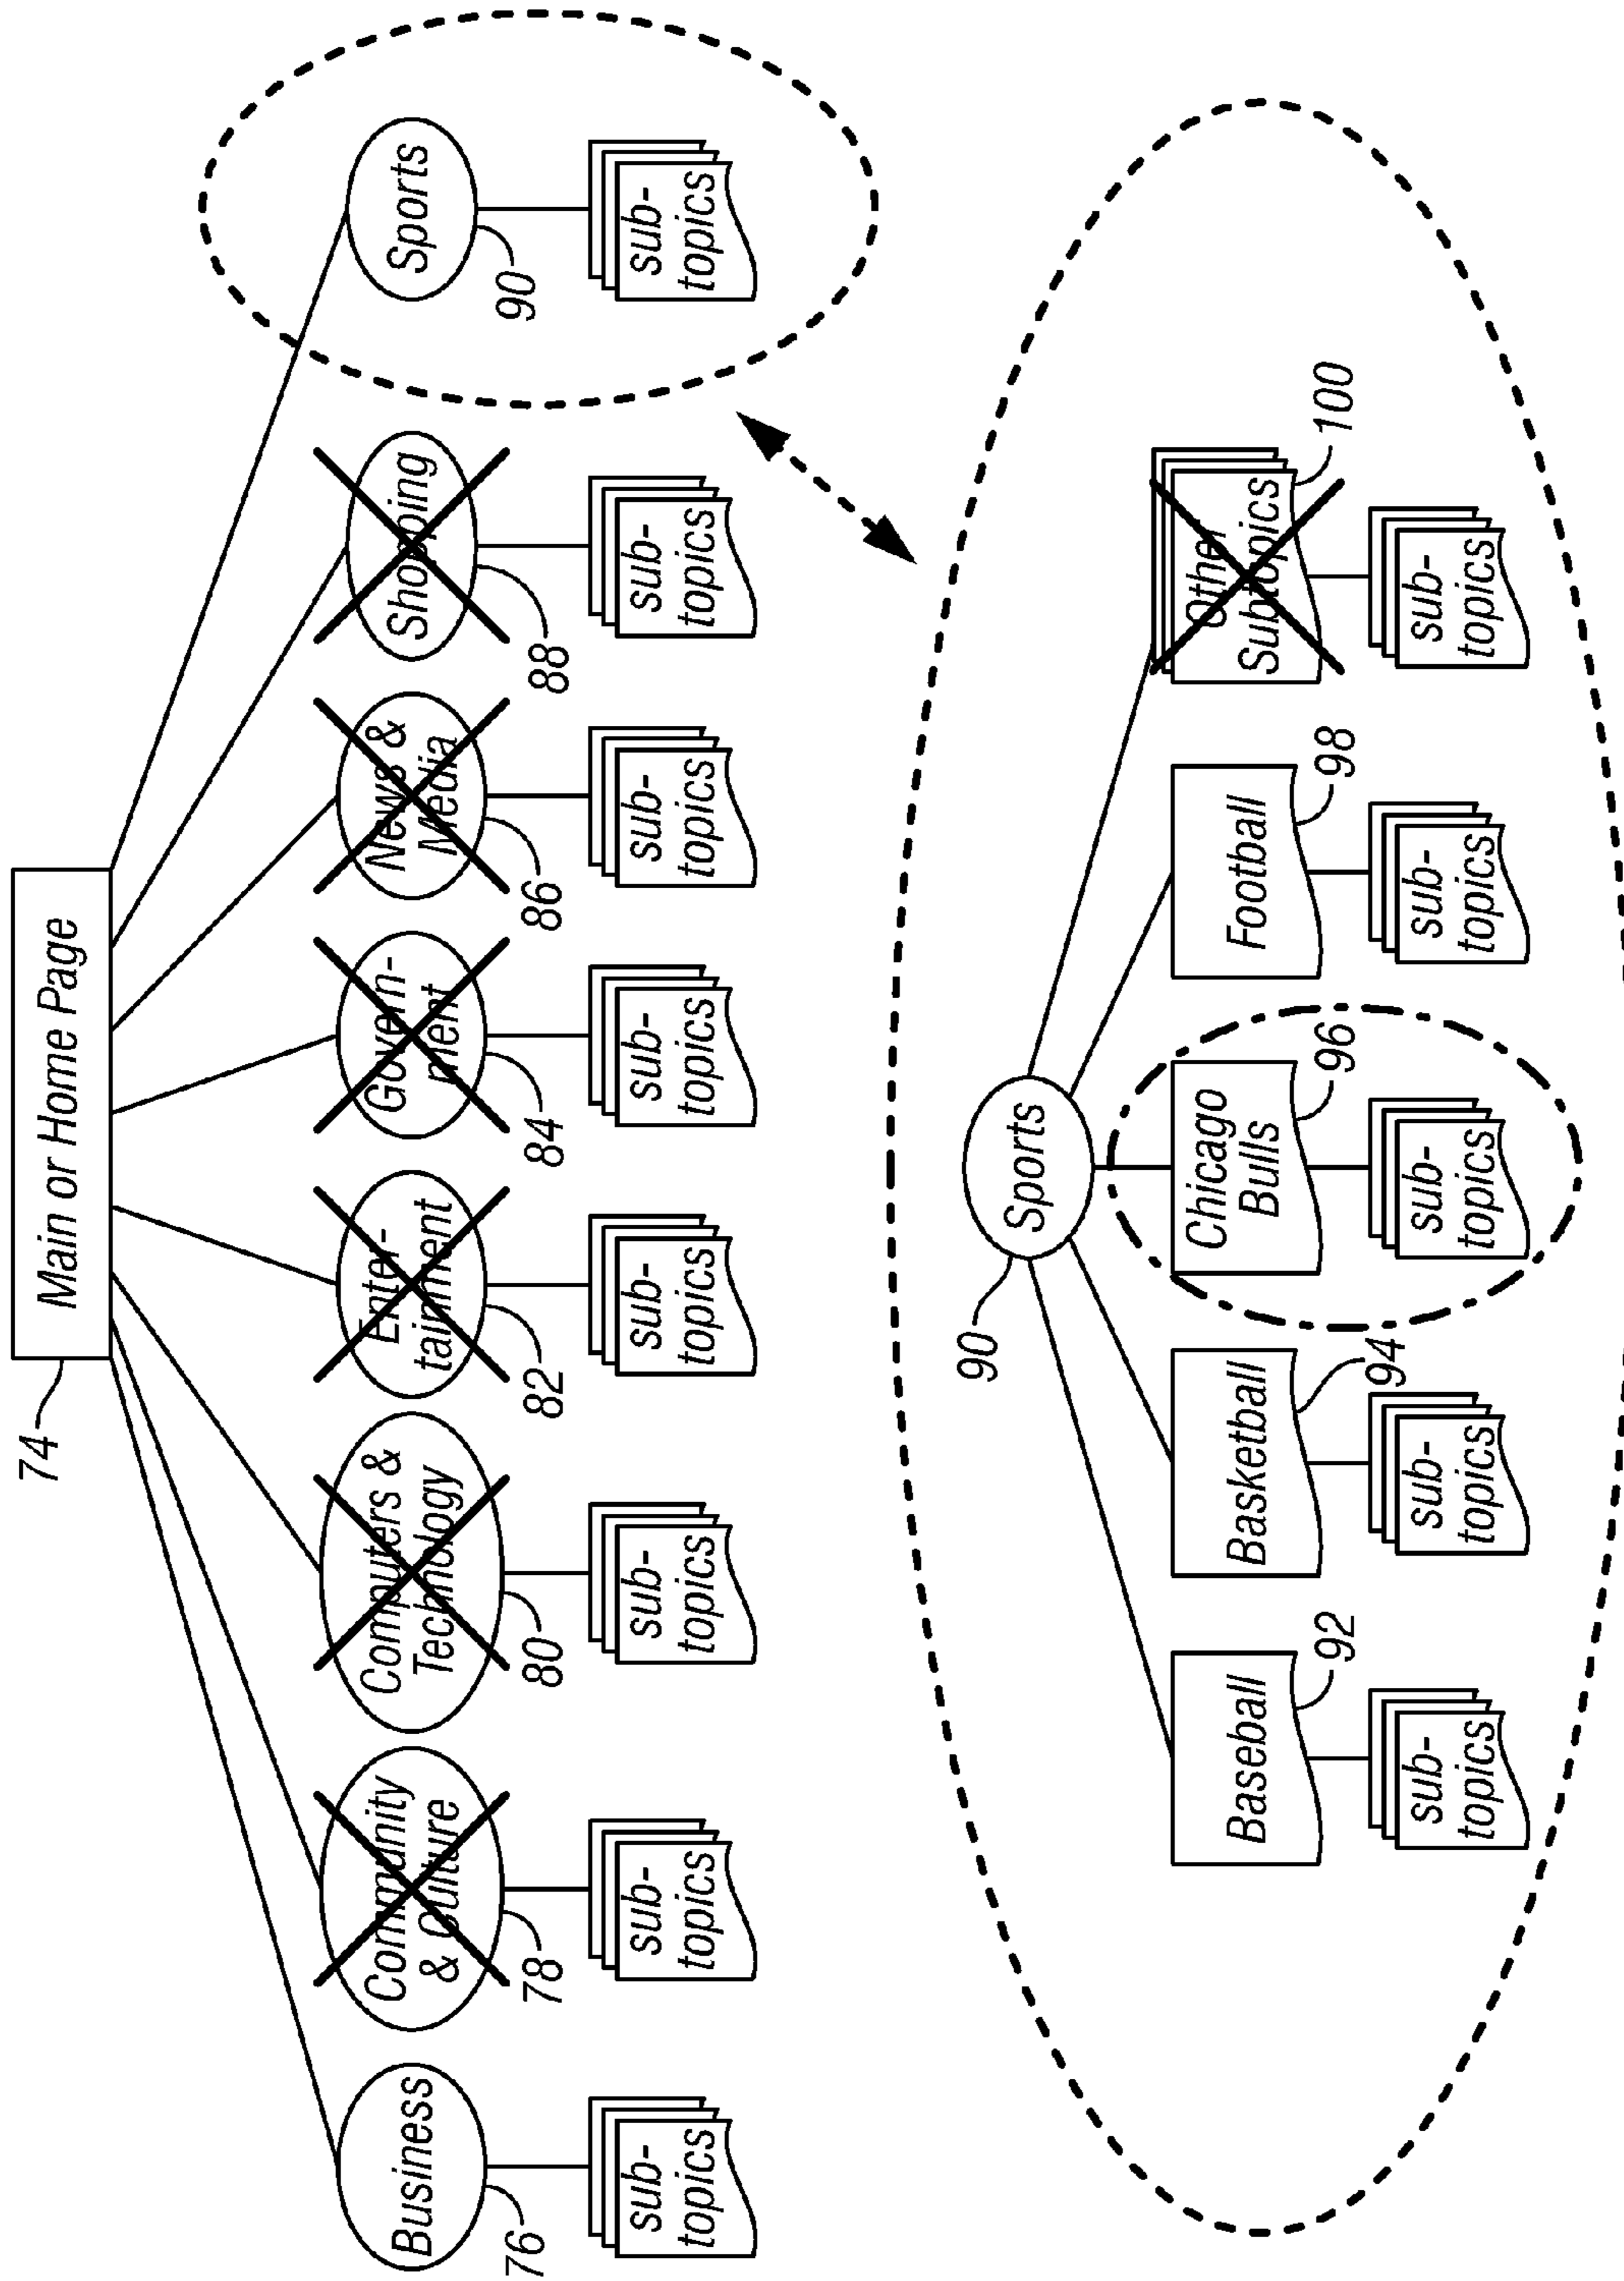 Main or Home Page
74
Business
76
sub-
topics
Community
& Culture
78
sub-
topics
Computers &
Technology
80
sub-
topics
Enter-
tainment
82
sub-
topics
Govern-
ment
84
sub-
topics
News &
Media
86
sub-
topics
Shopping
88
sub-
topics
Sports
90
sub-
topics
Sports
90
Baseball
92
sub-
topics
Basketball
94
sub-
topics
Chicago
Bulls
96
sub-
topics
Football
98
sub-
topics
Other
Subtopics
100
sub-
topics